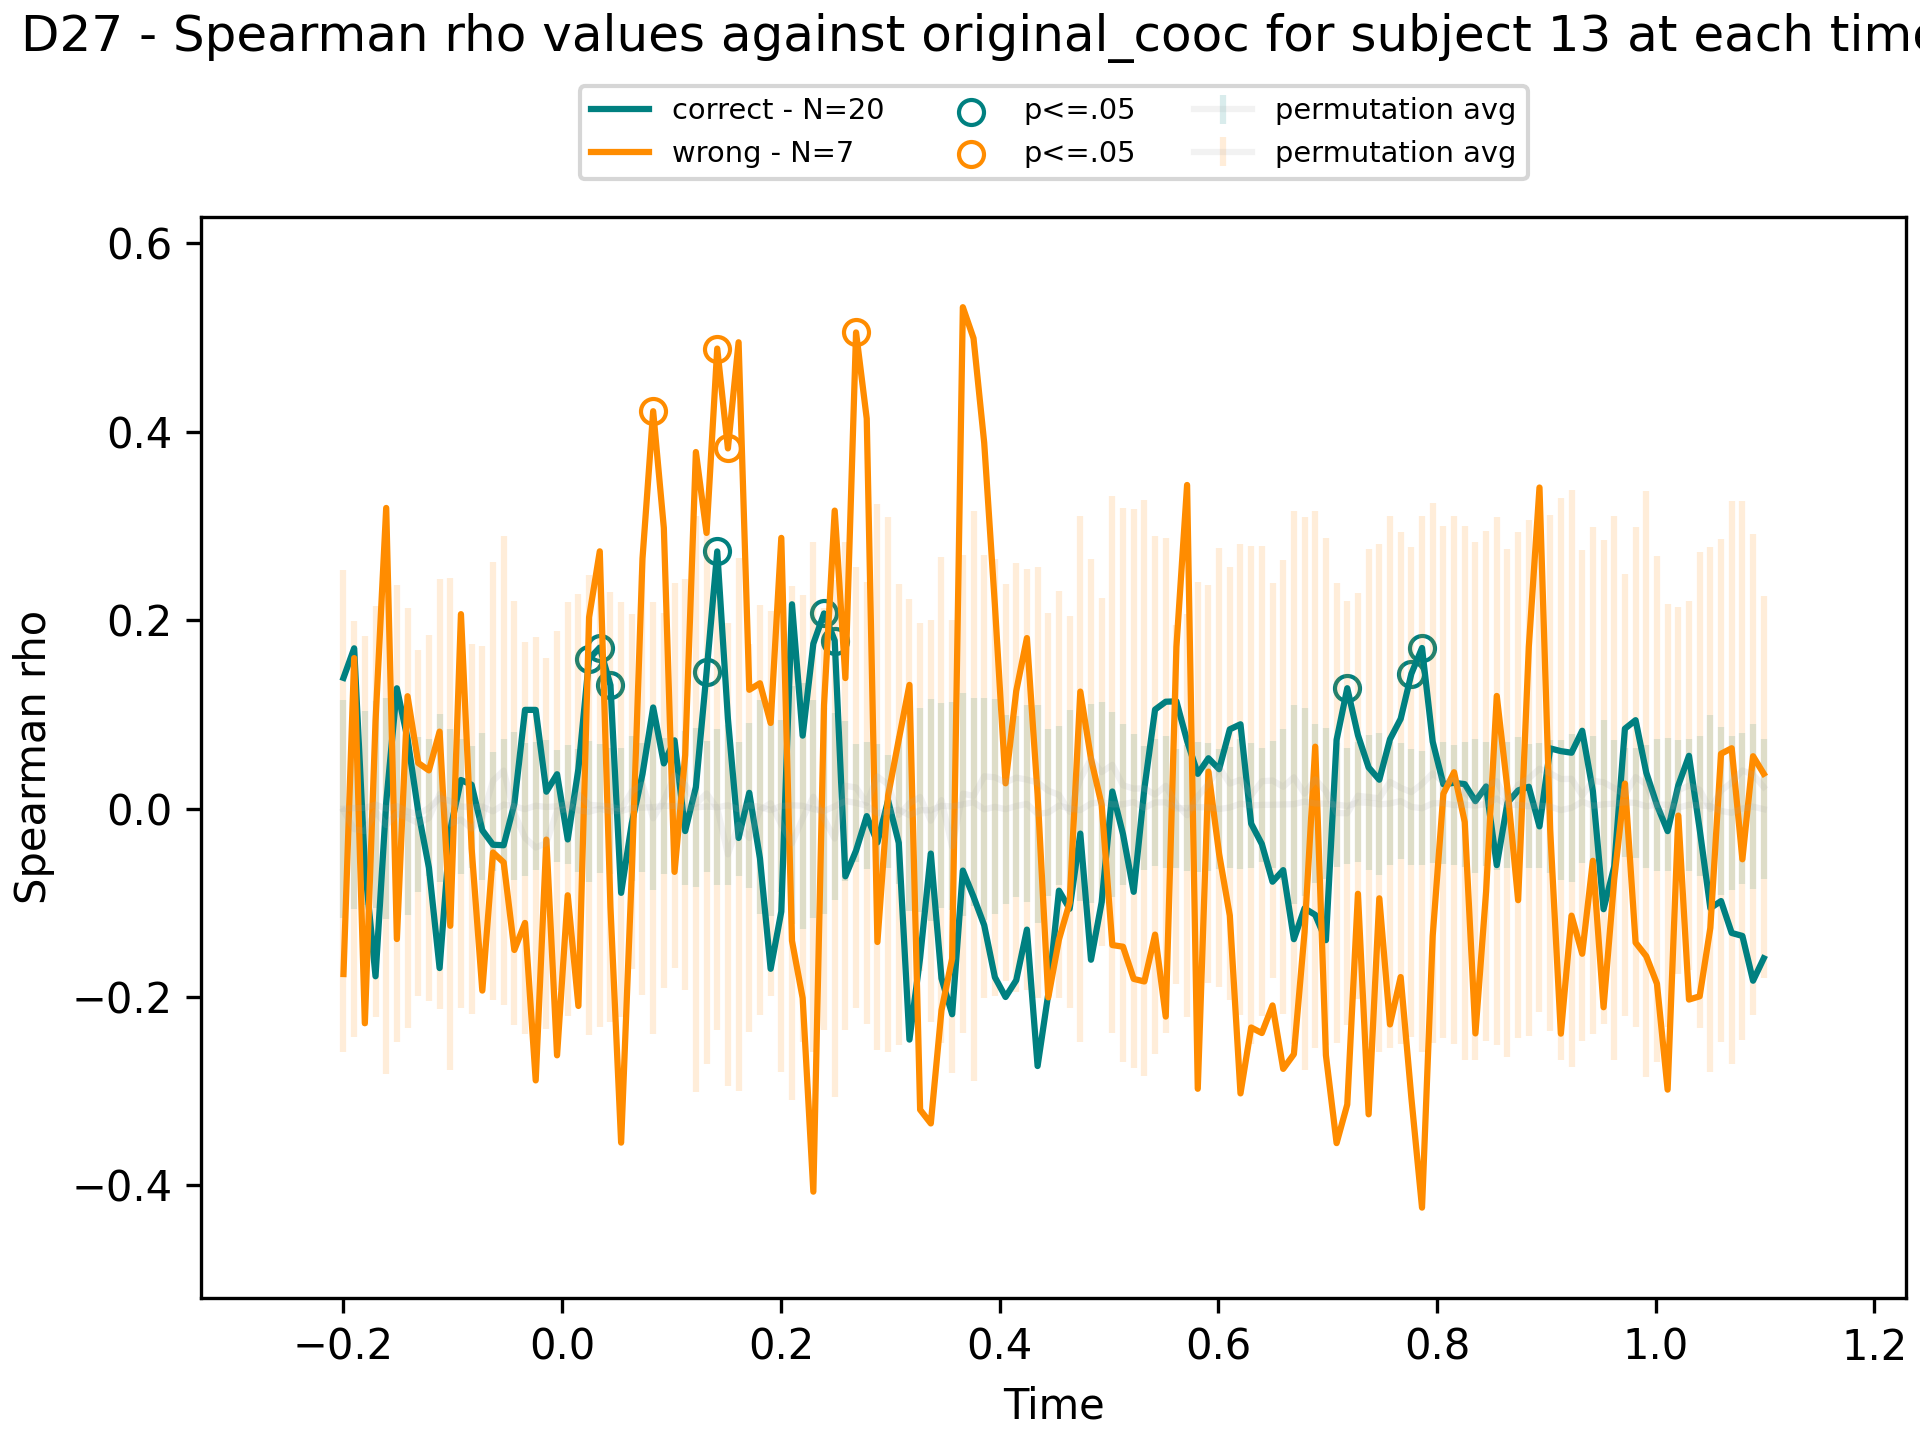 D27 - Spearman rho values against original_cooc for subject 13 at each time
correct - N=20
wrong - N=7
p<=.05
p<=.05
permutation avg
permutation avg
Spearman rho
0.6
0.4
0.2
0.0
−0.2
−0.4
−0.2 0.0 0.2 0.4 0.6 0.8 1.0 1.2
Time